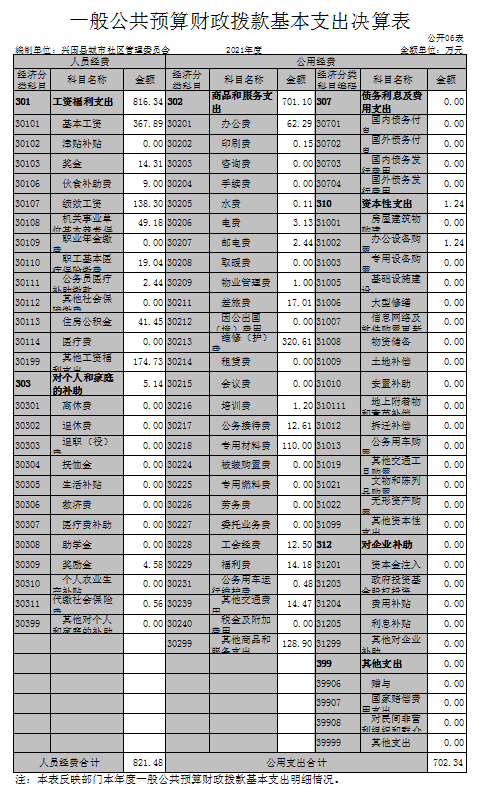 一般公共预算财政拨款基本支出决算表
公开06表
编制单位：兴国县城市社区管理委员会 2021年度 金额单位：万元
人员经费 公用经费
经济分类科目 科目名称 金额 经济分类科目 科目名称 金额 经济分类科目编码 科目名称 金额
301 工资福利支出 816.34 302 商品和服务支出 701.10 307 债务利息及费用支出 0.00
30101 基本工资 367.89 30201 办公费 62.29 30701 国内债务付息 0.00
30102 津贴补贴 0.00 30202 印刷费 0.15 30702 国外债务付息 0.00
30103 奖金 14.31 30203 咨询费 0.00 30703 国内债务发行费用 0.00
30106 伙食补助费 9.00 30204 手续费 0.00 30704 国外债务发行费用 0.00
30107 绩效工资 138.30 30205 水费 0.11 310 资本性支出 1.24
30108 机关事业单位基本养老保 49.18 30206 电费 3.13 31001 房屋建筑物购建 0.00
30109 职业年金缴费 0.00 30207 邮电费 2.44 31002 办公设备购置 1.24
30110 职工基本医疗保险缴费 19.04 30208 取暖费 0.00 31003 专用设备购置 0.00
30111 公务员医疗补助缴款 2.44 30209 物业管理费 1.00 31005 基础设施建设 0.00
30112 其他社会保障缴费 0.00 30211 差旅费 17.01 31006 大型修缮 0.00
30113 住房公积金 41.45 30212 因公出国（境）费用 0.00 31007 信息网络及软件购置更新 0.00
30114 医疗费 0.00 30213 维修（护）费 320.61 31008 物资储备 0.00
30199 其他工资福利支出 174.73 30214 租赁费 0.00 31009 土地补偿 0.00
303 对个人和家庭的补助 5.14 30215 会议费 0.00 31010 安置补助 0.00
30301 离休费 0.00 30216 培训费 1.20 310111 地上附着物和青苗补偿 0.00
30302 退休费 0.00 30217 公务接待费 12.61 31012 拆迁补偿 0.00
30303 退职（役）费 0.00 30218 专用材料费 110.00 31013 公务用车购置 0.00
30304 抚恤金 0.00 30224 被装购置费 0.00 31019 其他交通工具购置 0.00
30305 生活补贴 0.00 30225 专用燃料费 0.00 31021 文物和陈列品购置 0.00
30306 救济费 0.00 30226 劳务费 0.00 31022 无形资产购置 0.00
30307 医疗费补助 0.00 30227 委托业务费 0.00 31099 其他资本性支出 0.00
30308 助学金 0.00 30228 工会经费 12.50 312 对企业补助 0.00
30309 奖励金 4.58 30229 福利费 14.18 31201 资本金注入 0.00
30310 个人农业生产补贴 0.00 30231 公务用车运行维护费 0.48 31203 政府投资基金股权投资 0.00
30311 代缴社会保险费 0.56 30239 其他交通费用 14.47 31204 费用补贴 0.00
30399 其他对个人和家庭的补助 0.00 30240 税金及附加费用 0.00 31205 利息补贴 0.00
30299 其他商品和服务支出 128.90 31299 其他对企业补助 0.00
399 其他支出 0.00
39906 赠与 0.00
39907 国家赔偿费用支出 0.00
39908 对民间非营利组织和群众 0.00
39999 其他支出 0.00
人员经费合计 821.48 公用支出合计 702.34
注：本表反映部门本年度一般公共预算财政拨款基本支出明细情况。